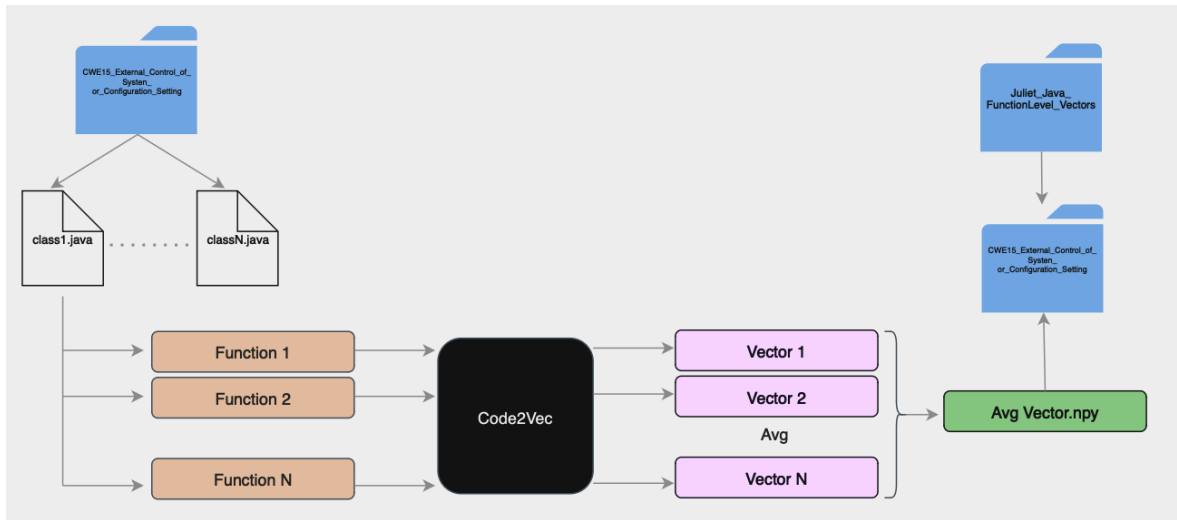 CWE15_External_Control_of_
Systen_
or_Configuration_Setting
Juliet_Java_
FunctionLevel_Vectors
class1.java
classN.java
CWE15_External_Control_of_
Systen_
or_Configuration_Setting
Function 1
Function 2
Function N
Code2Vec
Vector 1
Vector 2
Avg
Vector N
Avg Vector.npy